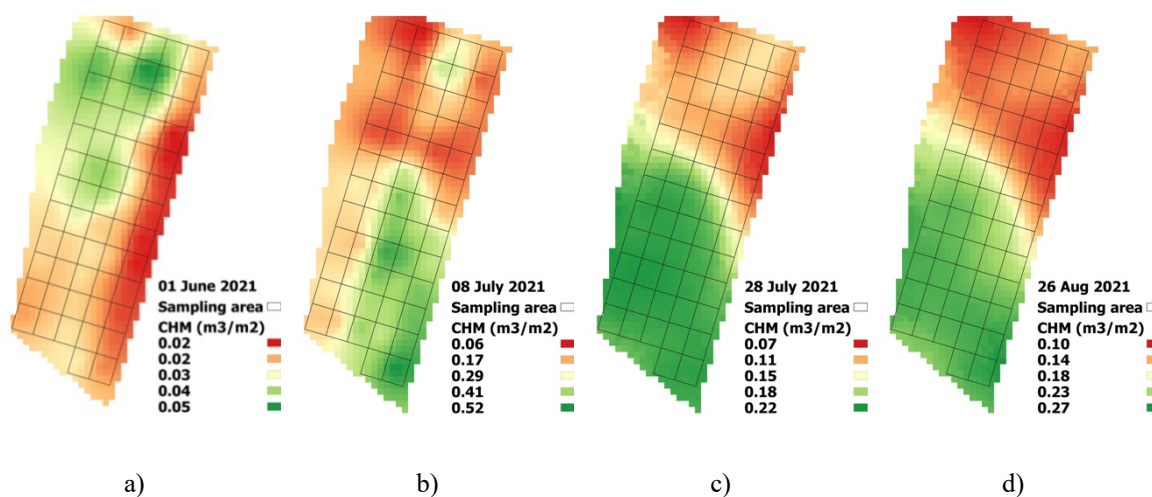 01 June 2021
Sampling area
CHM (m3/m2)
0.02
0.02
0.03
0.04
0.05
08 July 2021
Sampling area
CHM (m3/m2)
0.06
0.17
0.29
0.41
0.52
28 July 2021
Sampling area
CHM (m3/m2)
0.07
0.11
0.15
0.18
0.22
26 Aug 2021
Sampling area
CHM (m3/m2)
0.10
0.14
0.18
0.23
0.27
a)
b)
c)
d)